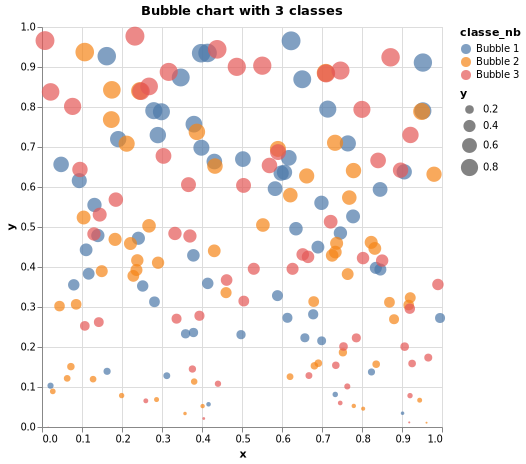 Bubble chart with 3 classes
classe_nb
Bubble 1
Bubble 2
Bubble 3
y
0.2
0.4
0.6
0.8
y
1.0
0.9
0.8
0.7
0.6
0.5
0.4
0.3
0.2
0.1
0.0
0.0 0.1 0.2 0.3 0.4 0.5 0.6 0.7 0.8 0.9 1.0
x